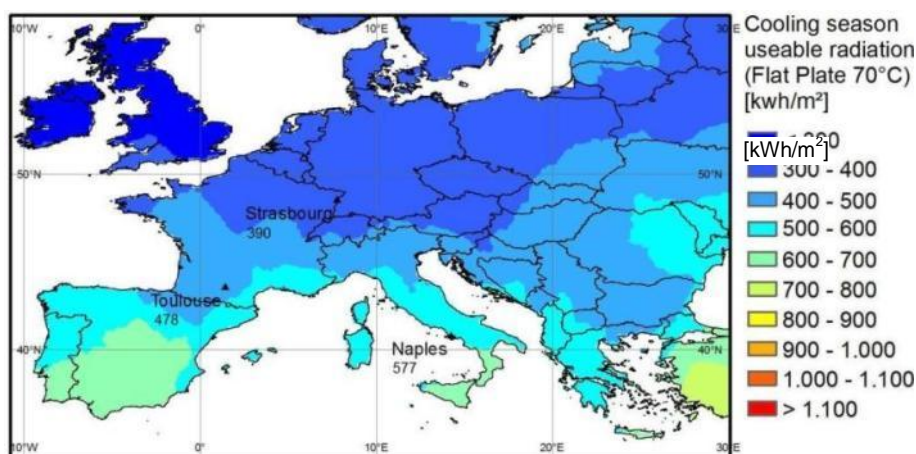 10°W 0° 10°E 20°E 30°E
50°N
40°N
Strasbourg
390
Toulouse
478
Naples
577
10°W 0° 10°E 20°E 30°E
Cooling season
useable radiation
(Flat Plate 70°C)
[kwh/m²]
[kWh/m²]
300 - 400
400 - 500
500 - 600
600 - 700
700 - 800
800 - 900
900 - 1.000
1.000 - 1.100
> 1.100